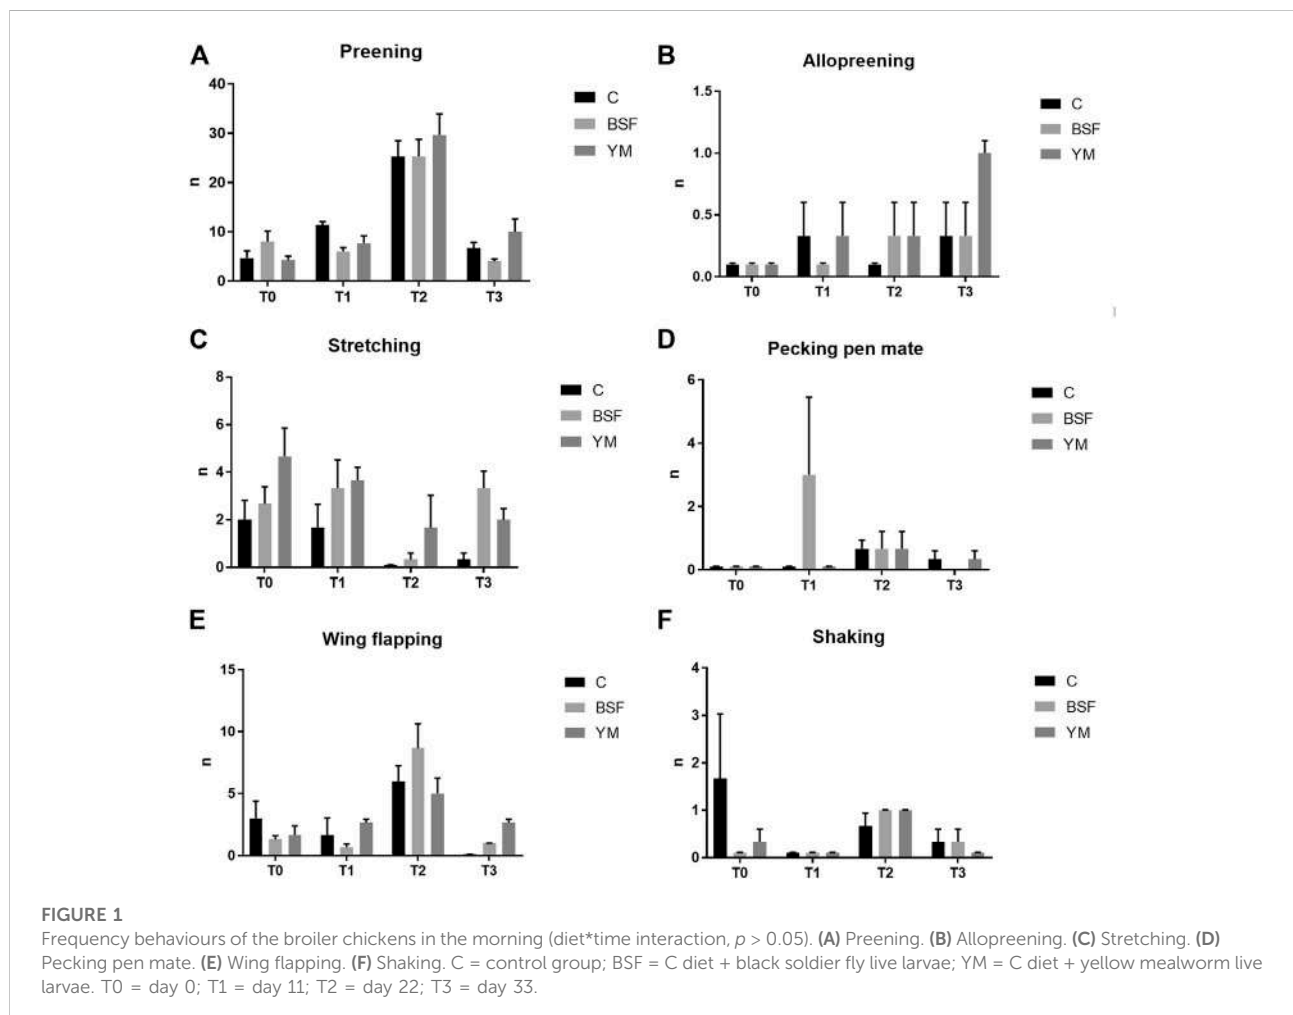 A
Preening
40
30
20
10
0
n
T0 T1 T2 T3
C
BSF
YM
B
Allopreening
1.5
1.0
0.5
0.0
n
T0 T1 T2 T3
C
BSF
YM
C
Stretching
8
6
4
2
0
n
T0 T1 T2 T3
C
BSF
YM
D
Pecking pen mate
6
4
2
0
n
T0 T1 T2 T3
C
BSF
YM
E
Wing flapping
15
10
5
0
n
T0 T1 T2 T3
C
BSF
YM
F
Shaking
4
3
2
1
0
n
T0 T1 T2 T3
C
BSF
YM
FIGURE 1
Frequency behaviours of the broiler chickens in the morning (diet*time interaction, p > 0.05). (A) Preening. (B) Allopreening. (C) Stretching. (D)
Pecking pen mate. (E) Wing flapping. (F) Shaking. C = control group; BSF = C diet + black soldier fly live larvae; YM = C diet + yellow mealworm live
larvae. T0 = day 0; T1 = day 11; T2 = day 22; T3 = day 33.